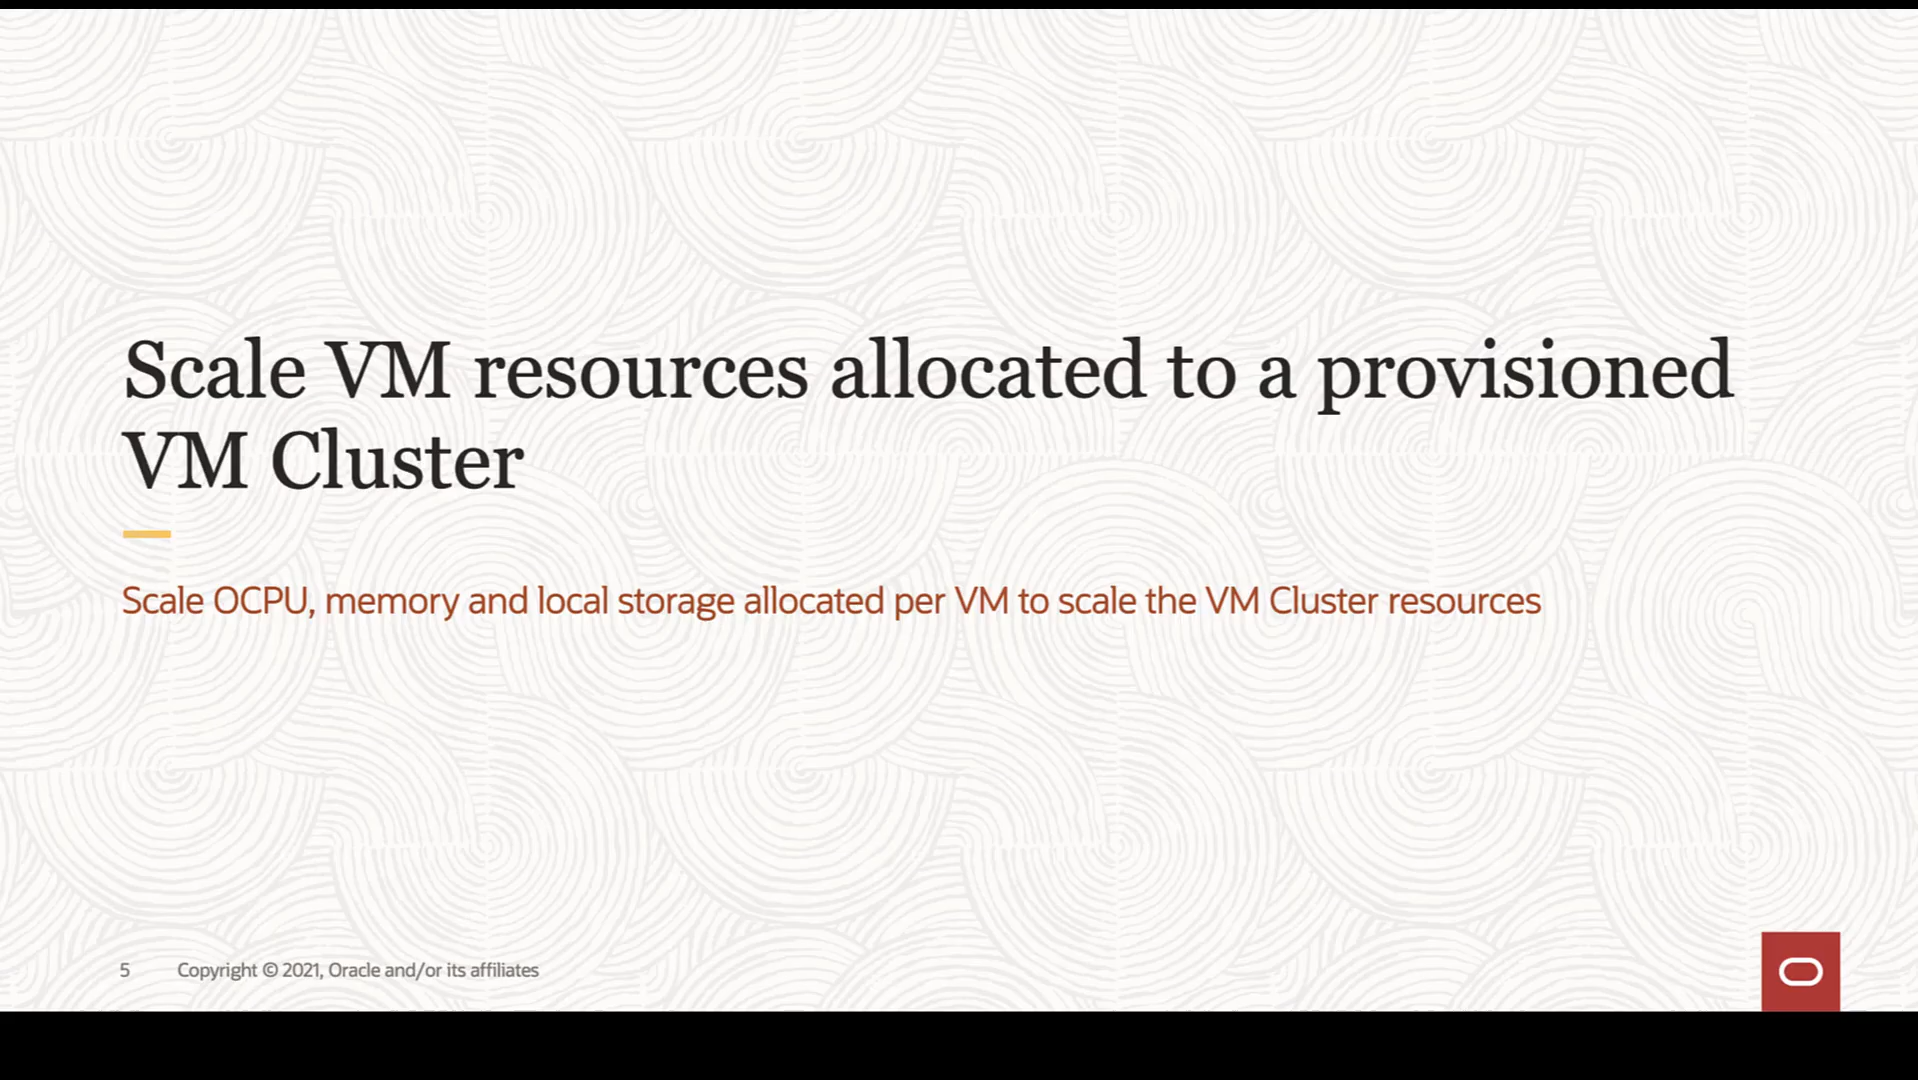 Scale VM resources allocated to a provisioned
VM Cluster
Scale OCPU, memory and local storage allocated per VM to scale the VM Cluster resources
5 Copyright © 2021, Oracle and/or its affiliates